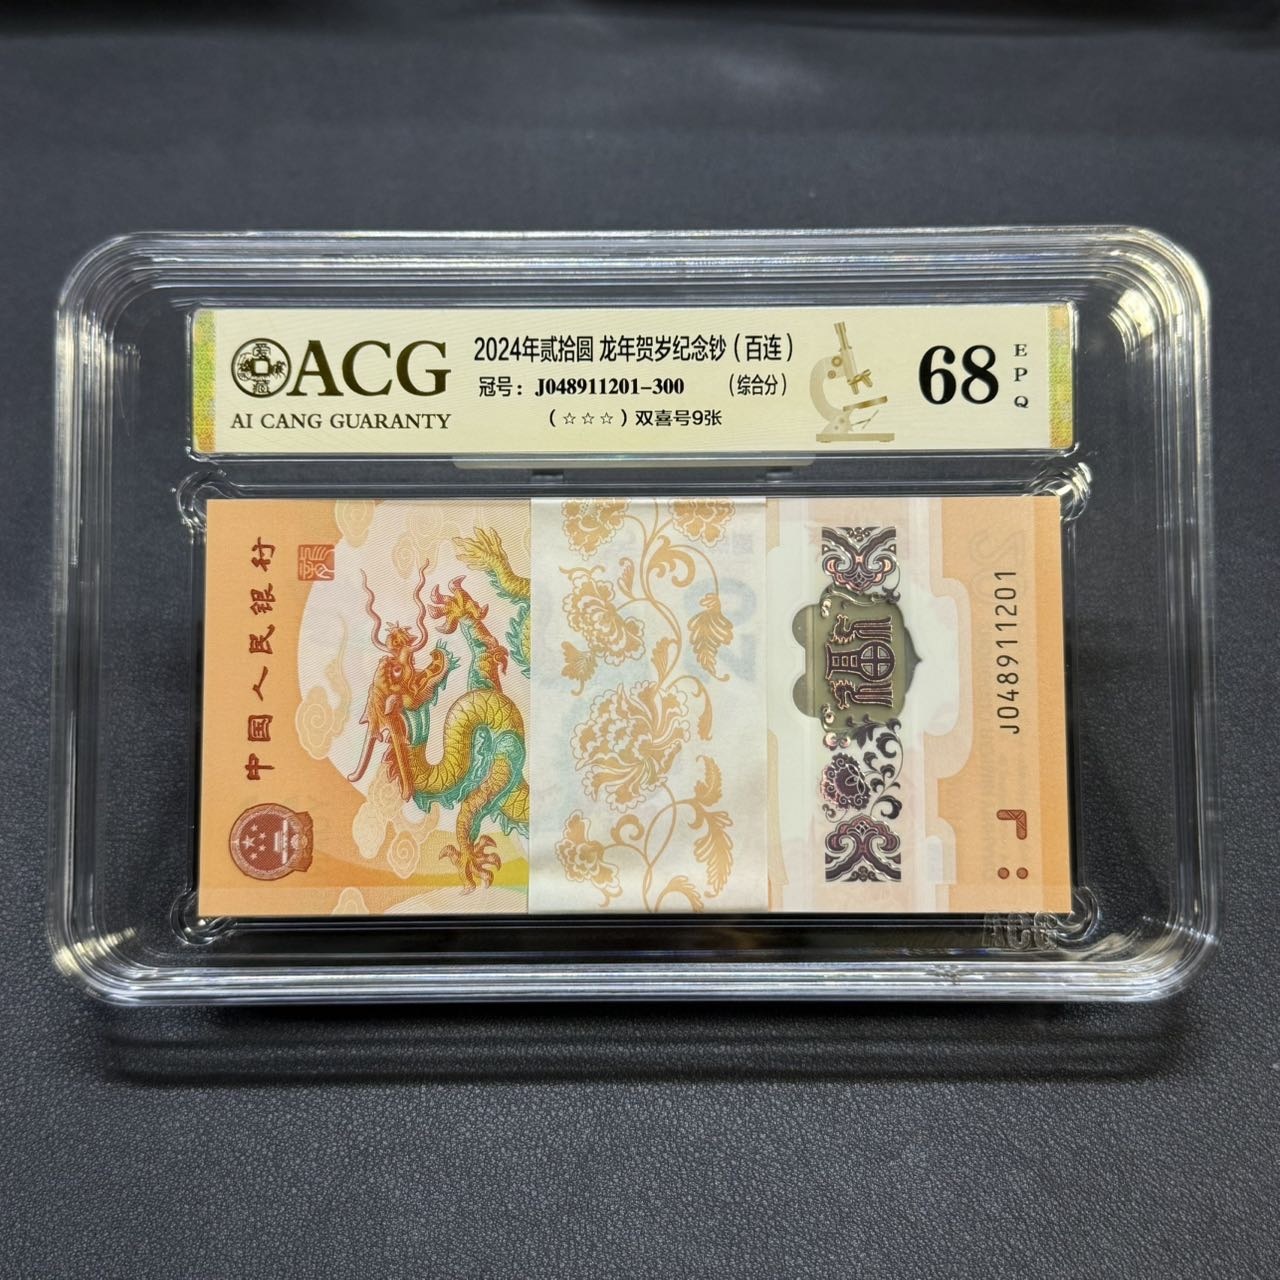 ACG
AI CANG GUARANTY
2024年贰拾圆 龙年贺岁纪念钞(百连)
冠号: J048911201-300 (综合分)
(☆☆☆)双喜号9张
68
EPQ
中国人民银行
福
J048911201
ACG